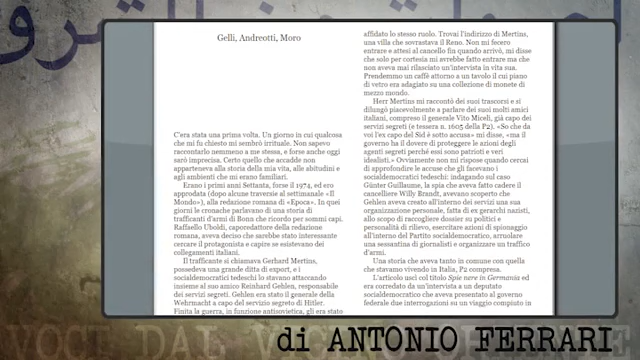 Gelli, Andreotti, Moro
C'era stata una prima volta. Un giorno in cui qualcosa
che mi fu chiesto mi sembrò irrituale. Non sapevo
raccontarlo nemmeno a me stessa, e forse anche oggi
sarò imprecisa. Certo quello che accadde non
apparteneva alla storia della mia vita, alle abitudini e
agli ambienti che mi erano familiari.
Erano i primi anni Settanta, forse il 1974, ed ero
approdata (dopo alcune traversie al settimanale «Il
Mondo»), alla redazione romana di «Epoca». In quei
giorni le cronache parlavano di una storia di
trafficanti d'armi di Bonn che ricordo per sommi capi.
Raffaello Uboldi, caporedattore della redazione
romana, aveva deciso che sarebbe stato interessante
cercare il protagonista e capire se esistevano dei
collegamenti italiani.
Il trafficante si chiamava Gerhard Mertins,
possedeva una grande ditta di export, e i
socialdemocratici tedeschi lo stavano attaccando
insieme al suo amico Reinhard Gehlen, responsabile
dei servizi segreti. Gehlen era stato il generale della
Wehrmacht a capo del servizio segreto di Hitler.
Finita la guerra, in funzione antisovietica, gli era stato
affidato lo stesso ruolo. Trovai l'indirizzo di Mertins,
una villa che sovrastava il Reno. Non mi fecero
entrare e attesi al cancello fin quando arrivò, mi disse
che solo per cortesia mi avrebbe fatto entrare ma che
non aveva mai rilasciato un'intervista in vita sua.
Prendemmo un caffè attorno a un tavolo il cui piano
di vetro era adagiato su una collezione di monete di
mezzo mondo.
Herr Mertins mi raccontò dei suoi trascorsi e si
dilungò piacevolmente a parlare dei suoi molti amici
italiani, compreso il generale Vito Miceli, già capo dei
servizi segreti (e tessera n. 1605 della P2). «So che da
voi l'ex capo del Sid è sotto accusa» mi disse, «ma il
governo ha il dovere di proteggere le azioni degli
agenti segreti perché essi sono patrioti e veri
idealisti.» Ovviamente non mi rispose quando cercai
di approfondire le accuse che gli facevano i
socialdemocratici tedeschi: indagando sul caso
Günter Guillaume, la spia che aveva fatto cadere il
cancelliere Willy Brandt, avevano scoperto che
Gehlen aveva creato all'interno dei servizi una sua
organizzazione personale, fatta di ex gerarchi nazisti,
allo scopo di raccogliere dossier su politici e
personalità di rilievo, esercitare azioni di spionaggio
all'interno del Partito socialdemocratico, arruolare
una sessantina di giornalisti e organizzare un traffico
d'armi.
Una storia che aveva tanto in comune con quella
che stavamo vivendo in Italia, P2 compresa.
L'articolo uscì col titolo Spie nere in Germania ed
era corredato da un'intervista a un deputato
socialdemocratico che aveva presentato al governo
federale due interrogazioni su un viaggio compiuto in
di ANTONIO FERRARI